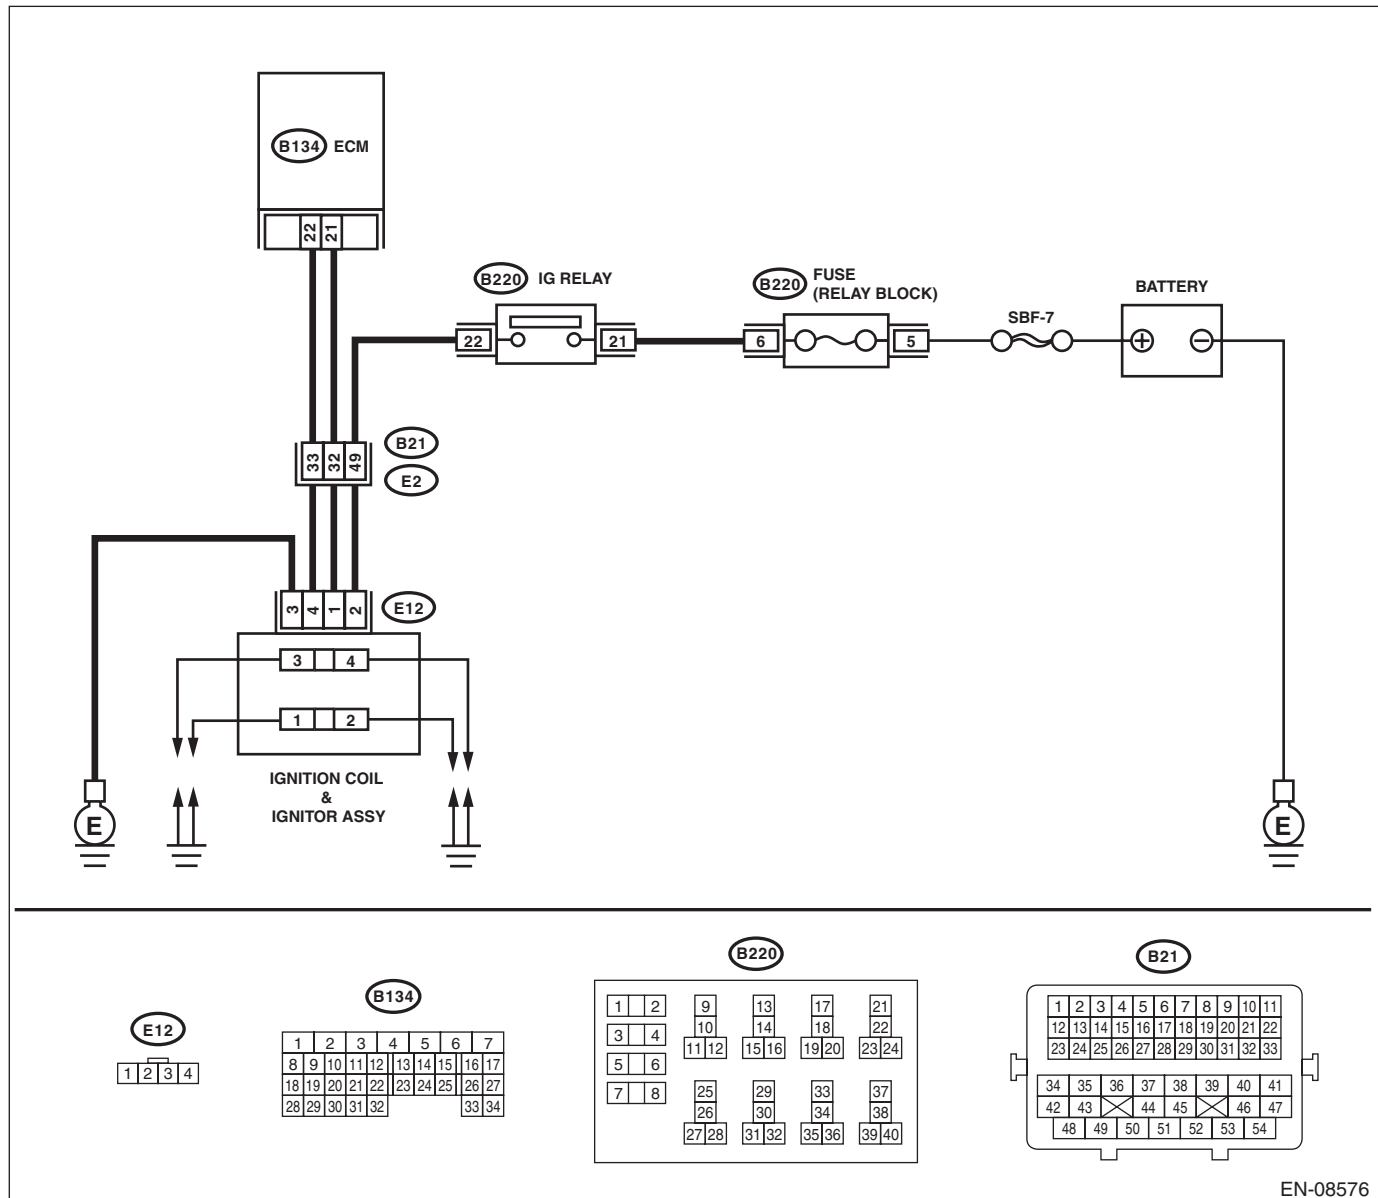 B134 ECM
22 21
B220 IG RELAY
B220 FUSE
(RELAY BLOCK)
SBF-7
BATTERY
22 21
6 5
+ −
33 32 49
B21
E2
3 4 1 2
E12
3 4
1 2
IGNITION COIL
&
IGNITOR ASSY
E
E
E12
1 2 3 4
B134
1 2 3 4 5 6 7
8 9 10 11 12 13 14 15 16 17
18 19 20 21 22 23 24 25 26 27
28 29 30 31 32 33 34
B220
1 2 9 13 17 21
3 4 10 14 18 22
11 12 15 16 19 20 23 24
5 6
7 8 25 29 33 37
26 30 34 38
27 28 31 32 35 36 39 40
B21
1 2 3 4 5 6 7 8 9 10 11
12 13 14 15 16 17 18 19 20 21 22
23 24 25 26 27 28 29 30 31 32 33
34 35 36 37 38 39 40 41
42 43 44 45 46 47
48 49 50 51 52 53 54
EN-08576